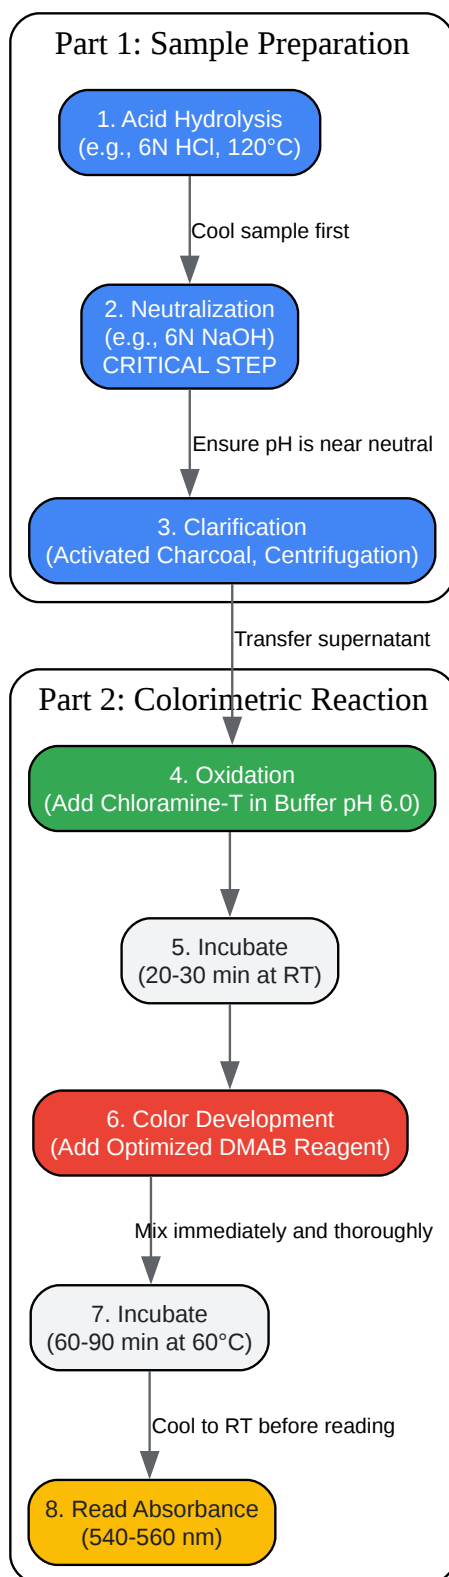 Part 1: Sample Preparation
1. Acid Hydrolysis
(e.g., 6N HCl, 120°C)
Cool sample first
2. Neutralization
(e.g., 6N NaOH)
CRITICAL STEP
Ensure pH is near neutral
3. Clarification
(Activated Charcoal, Centrifugation)
Transfer supernatant
Part 2: Colorimetric Reaction
4. Oxidation
(Add Chloramine-T in Buffer pH 6.0)
5. Incubate
(20-30 min at RT)
6. Color Development
(Add Optimized DMAB Reagent)
Mix immediately and thoroughly
7. Incubate
(60-90 min at 60°C)
Cool to RT before reading
8. Read Absorbance
(540-560 nm)